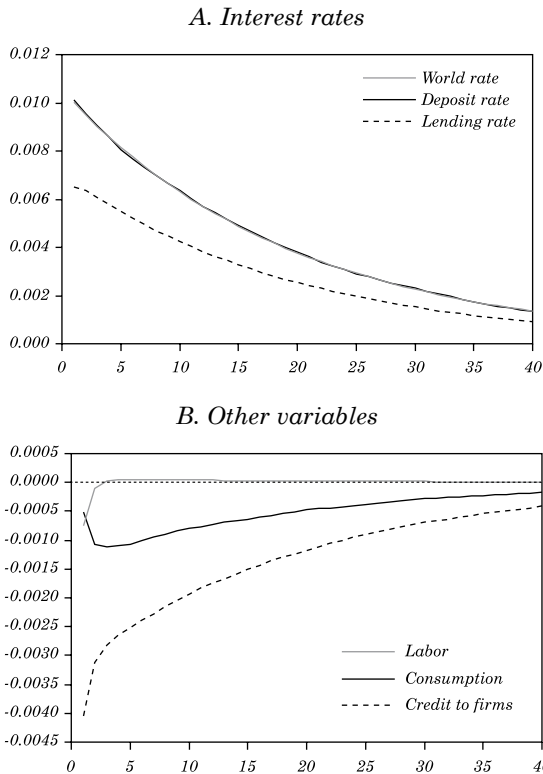 A. Interest rates
0.012
0.010
0.008
0.006
0.004
0.002
0.000
World rate
Deposit rate
Lending rate
0 5 10 15 20 25 30 35 40
B. Other variables
0.0005
0.0000
-0.0005
-0.0010
-0.0015
-0.0020
-0.0025
-0.0030
-0.0035
-0.0040
-0.0045
Labor
Consumption
Credit to firms
0 5 10 15 20 25 30 35 40